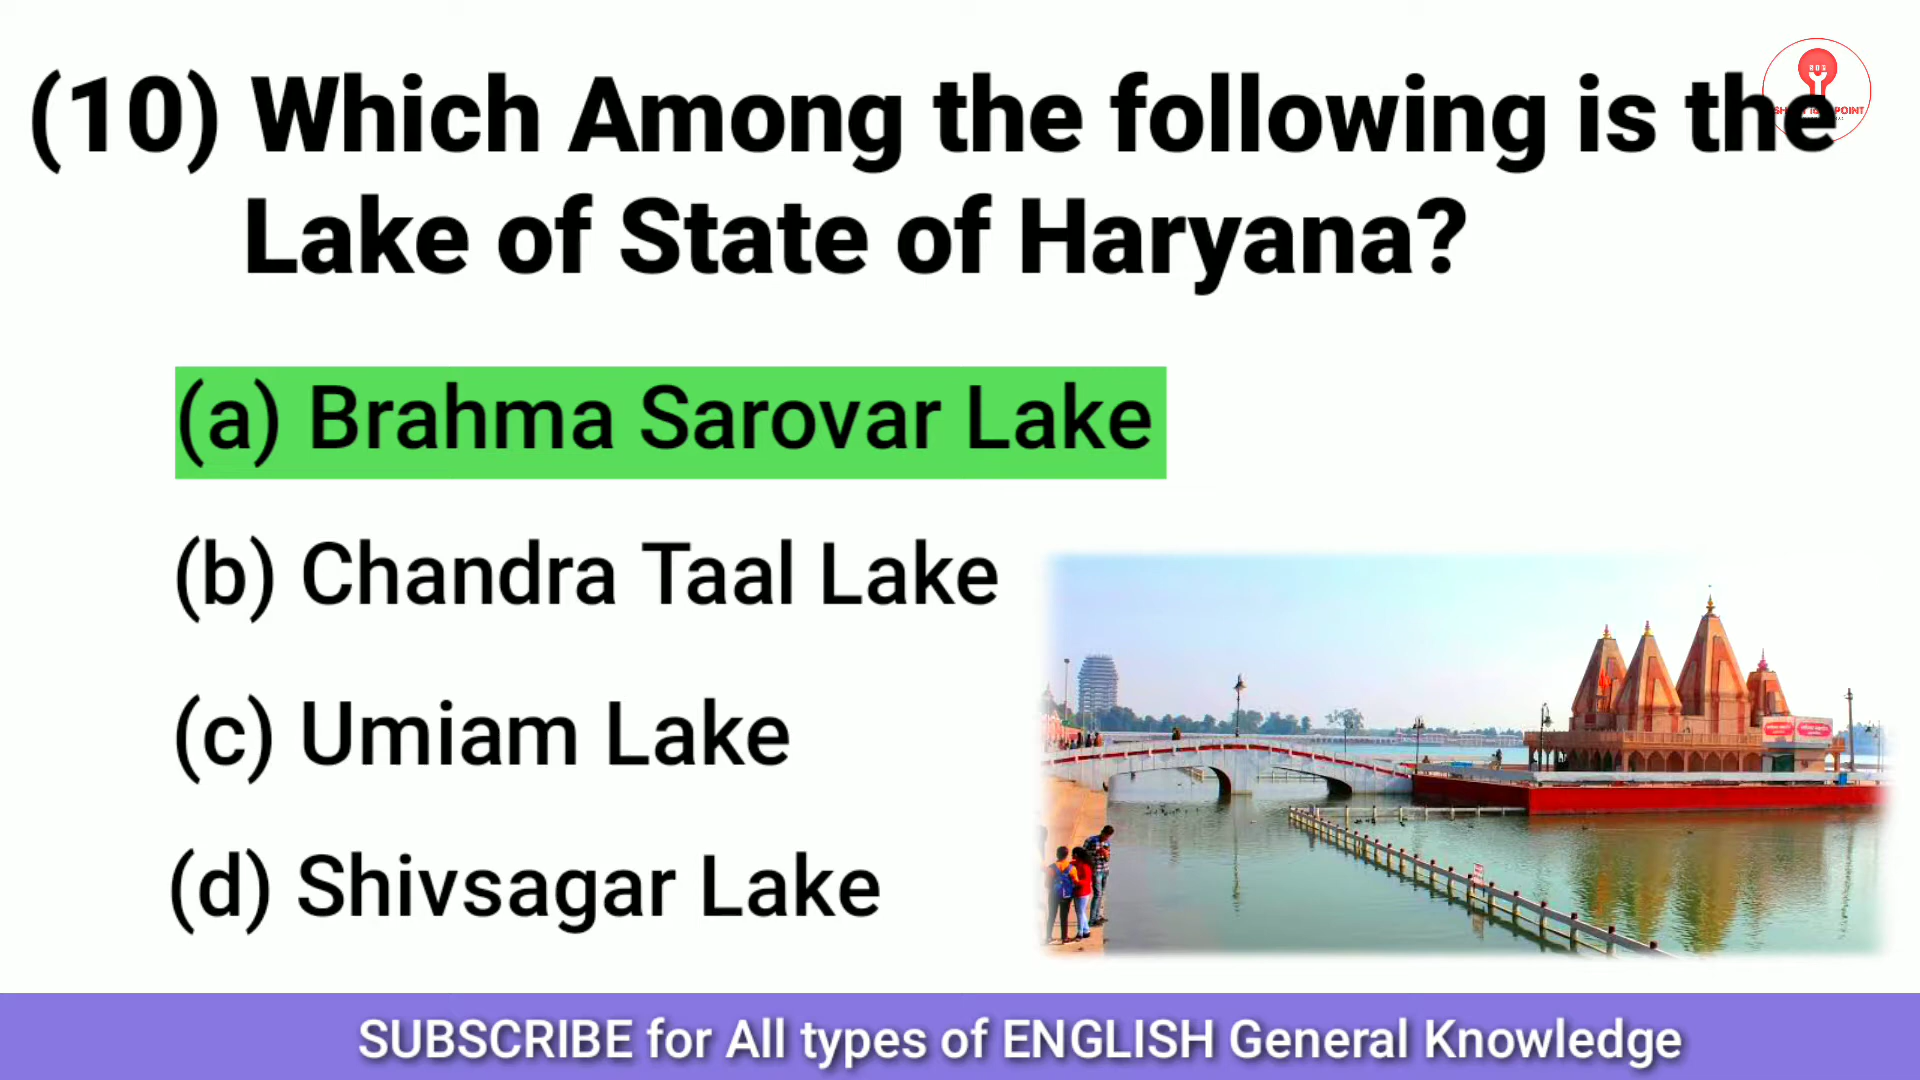 (10) Which Among the following is the
Lake of State of Haryana?
(a) Brahma Sarovar Lake
(b) Chandra Taal Lake
(c) Umiam Lake
(d) Shivsagar Lake
SUBSCRIBE for All types of ENGLISH General Knowledge